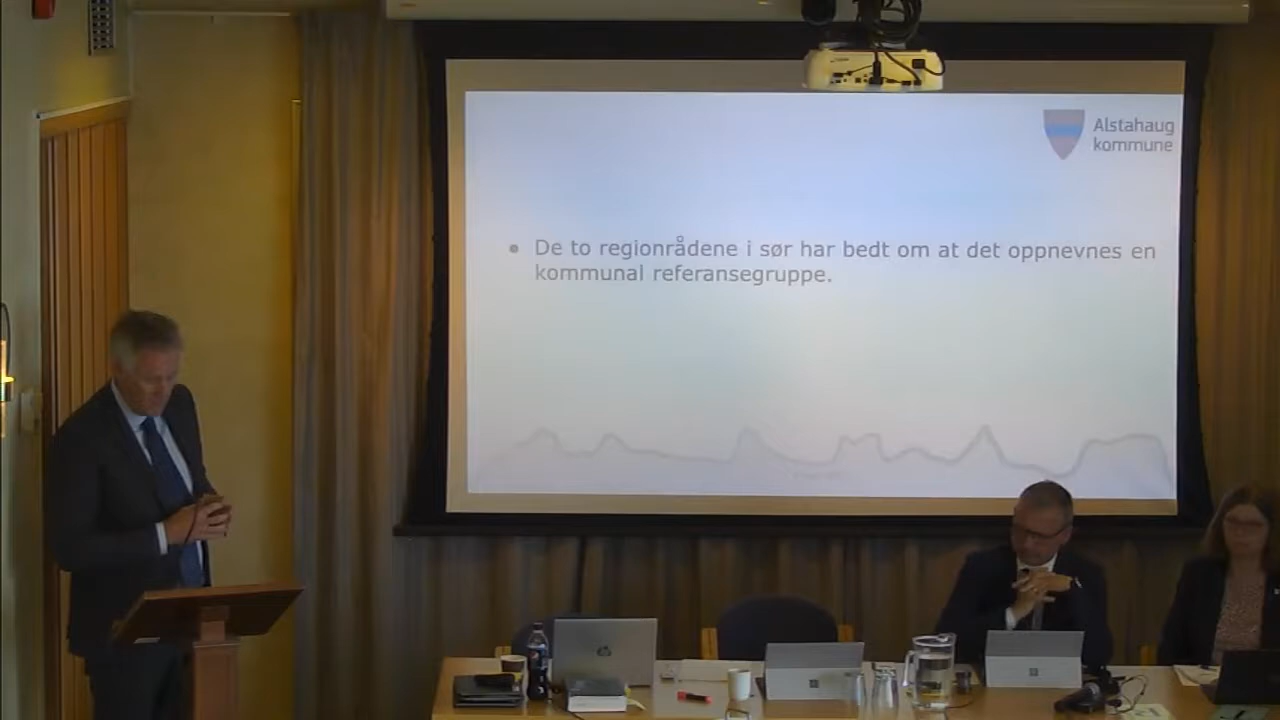 Alstahaug
kommune
• De to regionrådene i sør har bedt om at det oppnevnes en
kommunal referansegruppe.